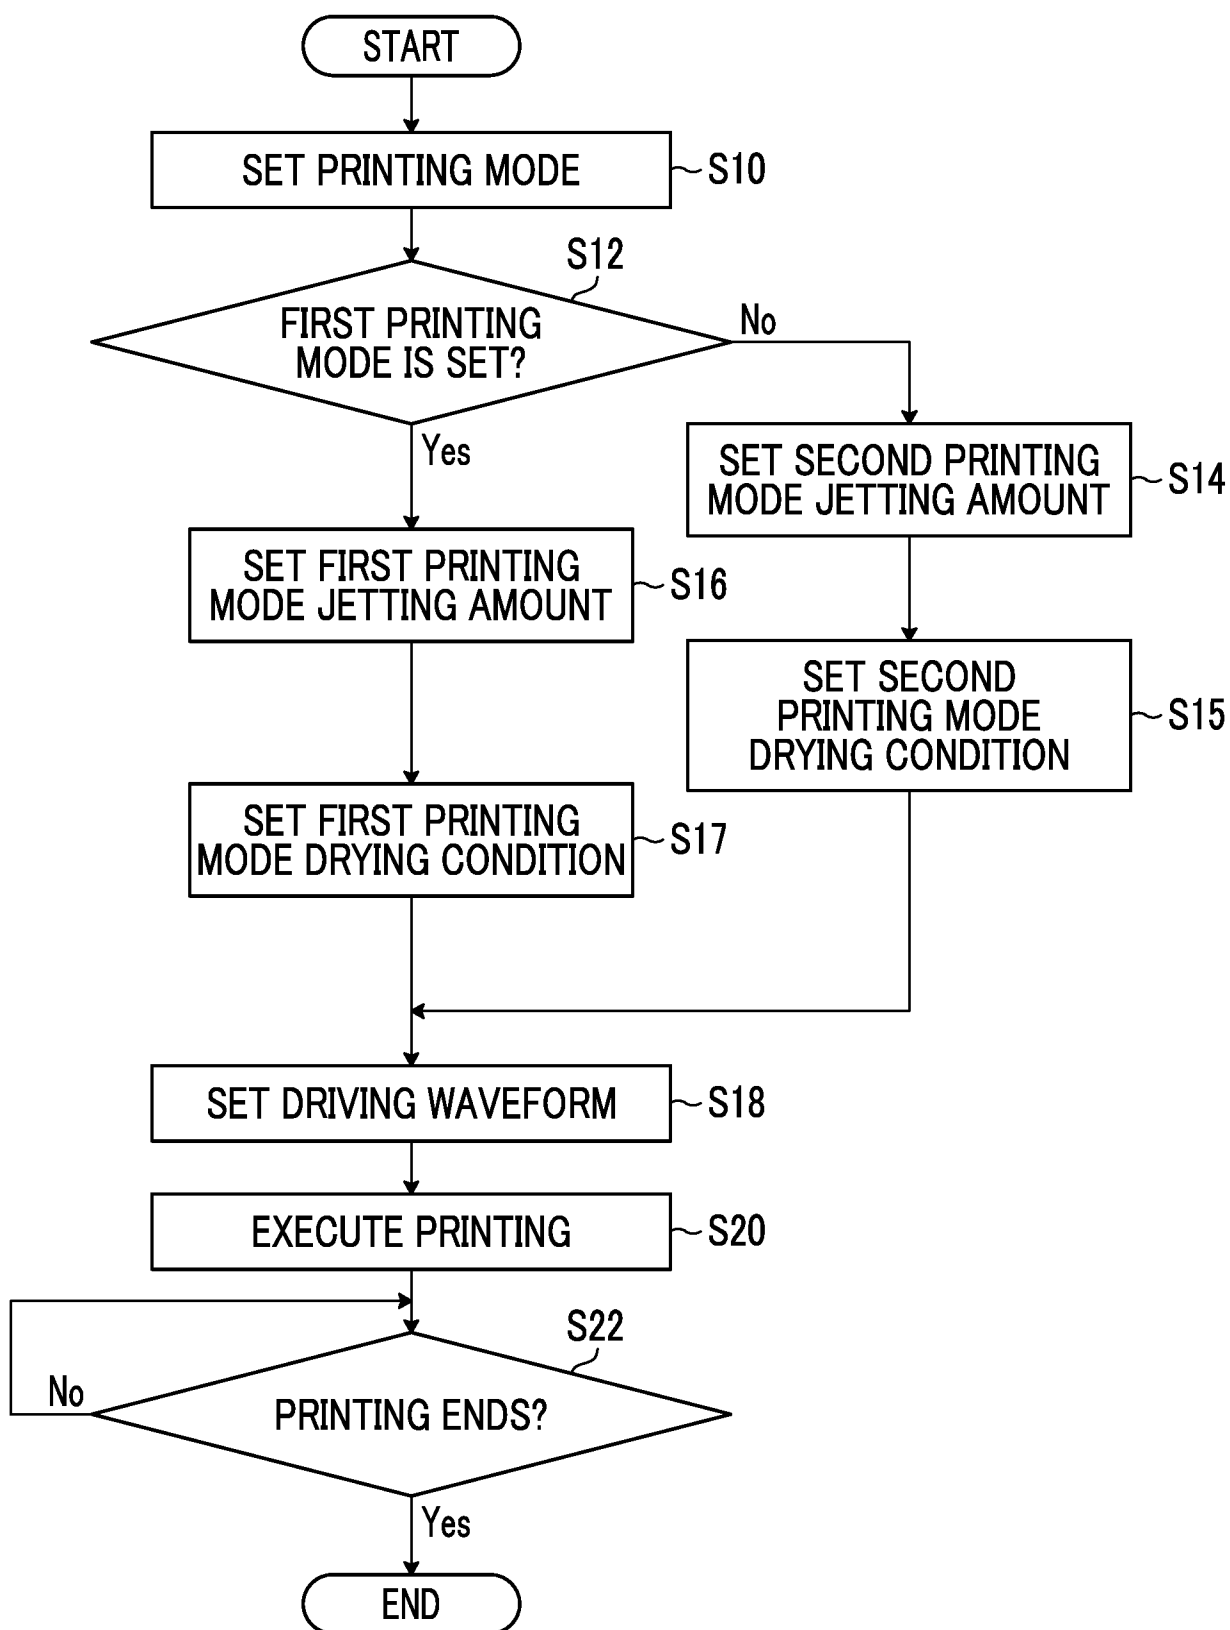 START
SET PRINTING MODE
S10
S12
FIRST PRINTING
MODE IS SET?
No
Yes
SET SECOND PRINTING
MODE JETTING AMOUNT
S14
SET FIRST PRINTING
MODE JETTING AMOUNT
S16
SET SECOND
PRINTING MODE
DRYING CONDITION
S15
SET FIRST PRINTING
MODE DRYING CONDITION
S17
SET DRIVING WAVEFORM
S18
EXECUTE PRINTING
S20
S22
PRINTING ENDS?
No
Yes
END